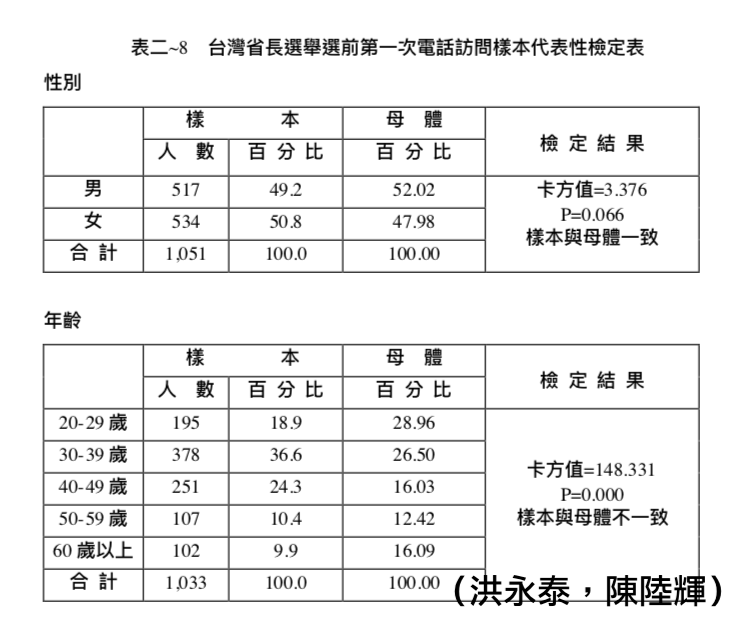 表二~8 台灣省長選舉選前第一次電話訪問樣本代表性檢定表
性別
樣 本 母 體 檢 定 結 果
人 數 百 分 比 百 分 比
男 517 49.2 52.02 卡方值=3.376
女 534 50.8 47.98 P=0.066
合 計 1,051 100.0 100.00 樣本與母體一致
年齡
樣 本 母 體 檢 定 結 果
人 數 百 分 比 百 分 比
20-29 歲 195 18.9 28.96
30-39 歲 378 36.6 26.50
40-49 歲 251 24.3 16.03 卡方值=148.331
50-59 歲 107 10.4 12.42 P=0.000
60 歲以上 102 9.9 16.09 樣本與母體不一致
合 計 1,033 100.0 100.00
(洪永泰，陳陸輝)